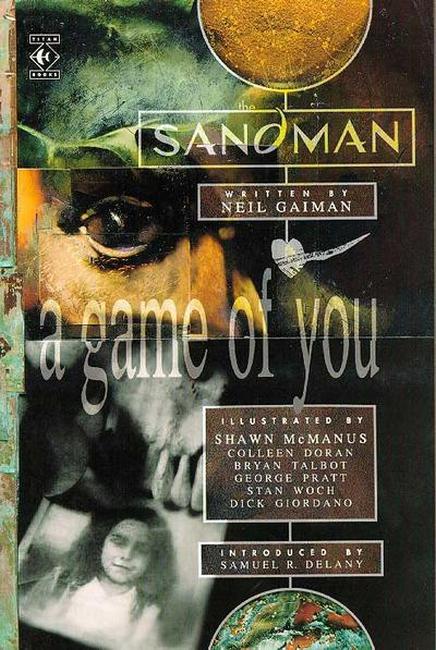 TITAN
BOOKS
the
SANDMAN
WRITTEN BY
NEIL GAIMAN
a game of you
ILLUSTRATED BY
SHAWN McMANUS
COLLEEN DORAN
BRYAN TALBOT
GEORGE PRATT
STAN WOCH
DICK GIORDANO
INTRODUCED BY
SAMUEL R. DELANY